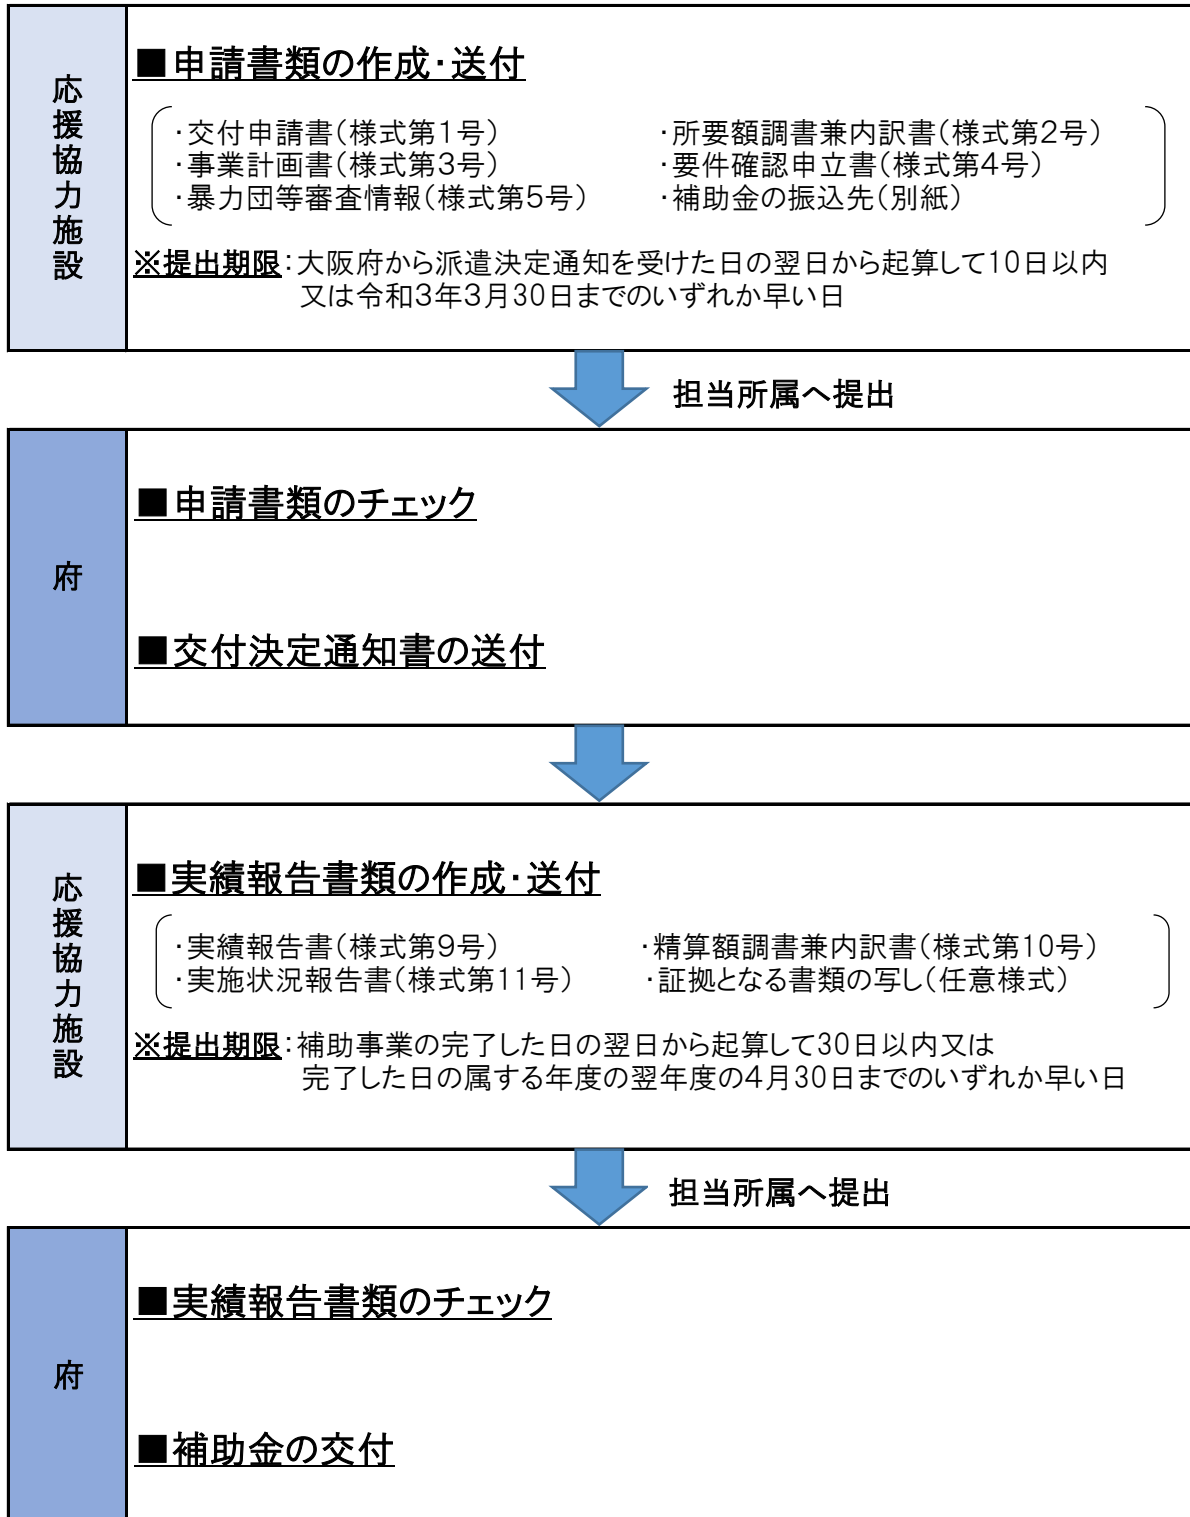 応援協力施設
■申請書類の作成・送付
・交付申請書（様式第1号） ・所要額調書兼内訳書（様式第2号）
・事業計画書（様式第3号） ・要件確認申立書（様式第4号）
・暴力団等審査情報（様式第5号） ・補助金の振込先（別紙）
※提出期限：大阪府から派遣決定通知を受けた日の翌日から起算して10日以内
又は令和3年3月30日までのいずれか早い日
担当所属へ提出
府
■申請書類のチェック
■交付決定通知書の送付
応援協力施設
■実績報告書類の作成・送付
・実績報告書（様式第9号） ・精算額調書兼内訳書（様式第10号）
・実施状況報告書（様式第11号） ・証拠となる書類の写し（任意様式）
※提出期限：補助事業の完了した日の翌日から起算して30日以内又は
完了した日の属する年度の翌年度の4月30日までのいずれか早い日
担当所属へ提出
府
■実績報告書類のチェック
■補助金の交付